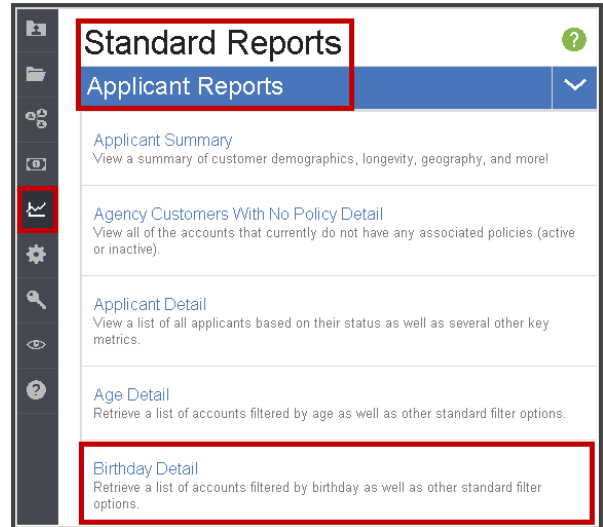 Standard Reports
?
Applicant Reports
Applicant Summary
View a summary of customer demographics, longevity, geography, and more!
Agency Customers With No Policy Detail
View all of the accounts that currently do not have any associated policies (active
or inactive).
Applicant Detail
View a list of all applicants based on their status as well as several other key
metrics.
Age Detail
Retrieve a list of accounts filtered by age as well as other standard filter options.
?
Birthday Detail
Retrieve a list of accounts filtered by birthday as well as other standard filter
options.